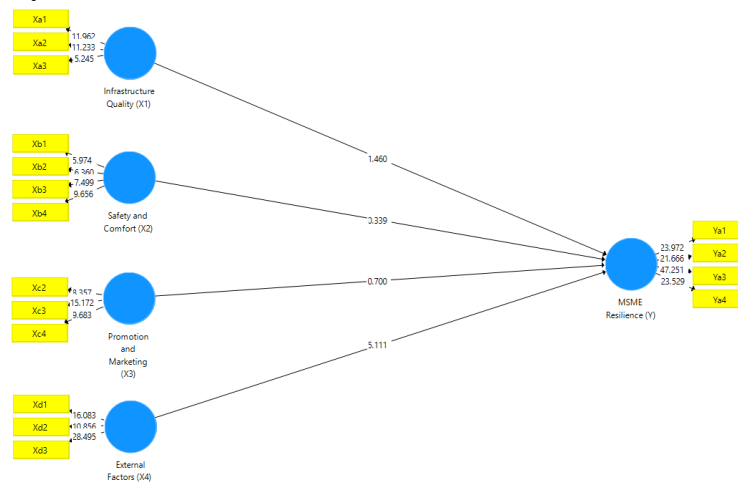 Xa1
Xa2
Xa3
11.962
11.233
5.245
Infrastructure
Quality (X1)
Xb1
Xb2
Xb3
Xb4
5.974
6.360
7.499
9.656
Safety and
Comfort (X2)
Xc2
Xc3
Xc4
8.357
15.172
9.683
Promotion
and
Marketing
(X3)
Xd1
Xd2
Xd3
16.083
10.856
28.495
External
Factors (X4)
1.460
3.339
0.700
5.111
MSME
Resilience (Y)
23.972
21.666
47.251
23.529
Ya1
Ya2
Ya3
Ya4